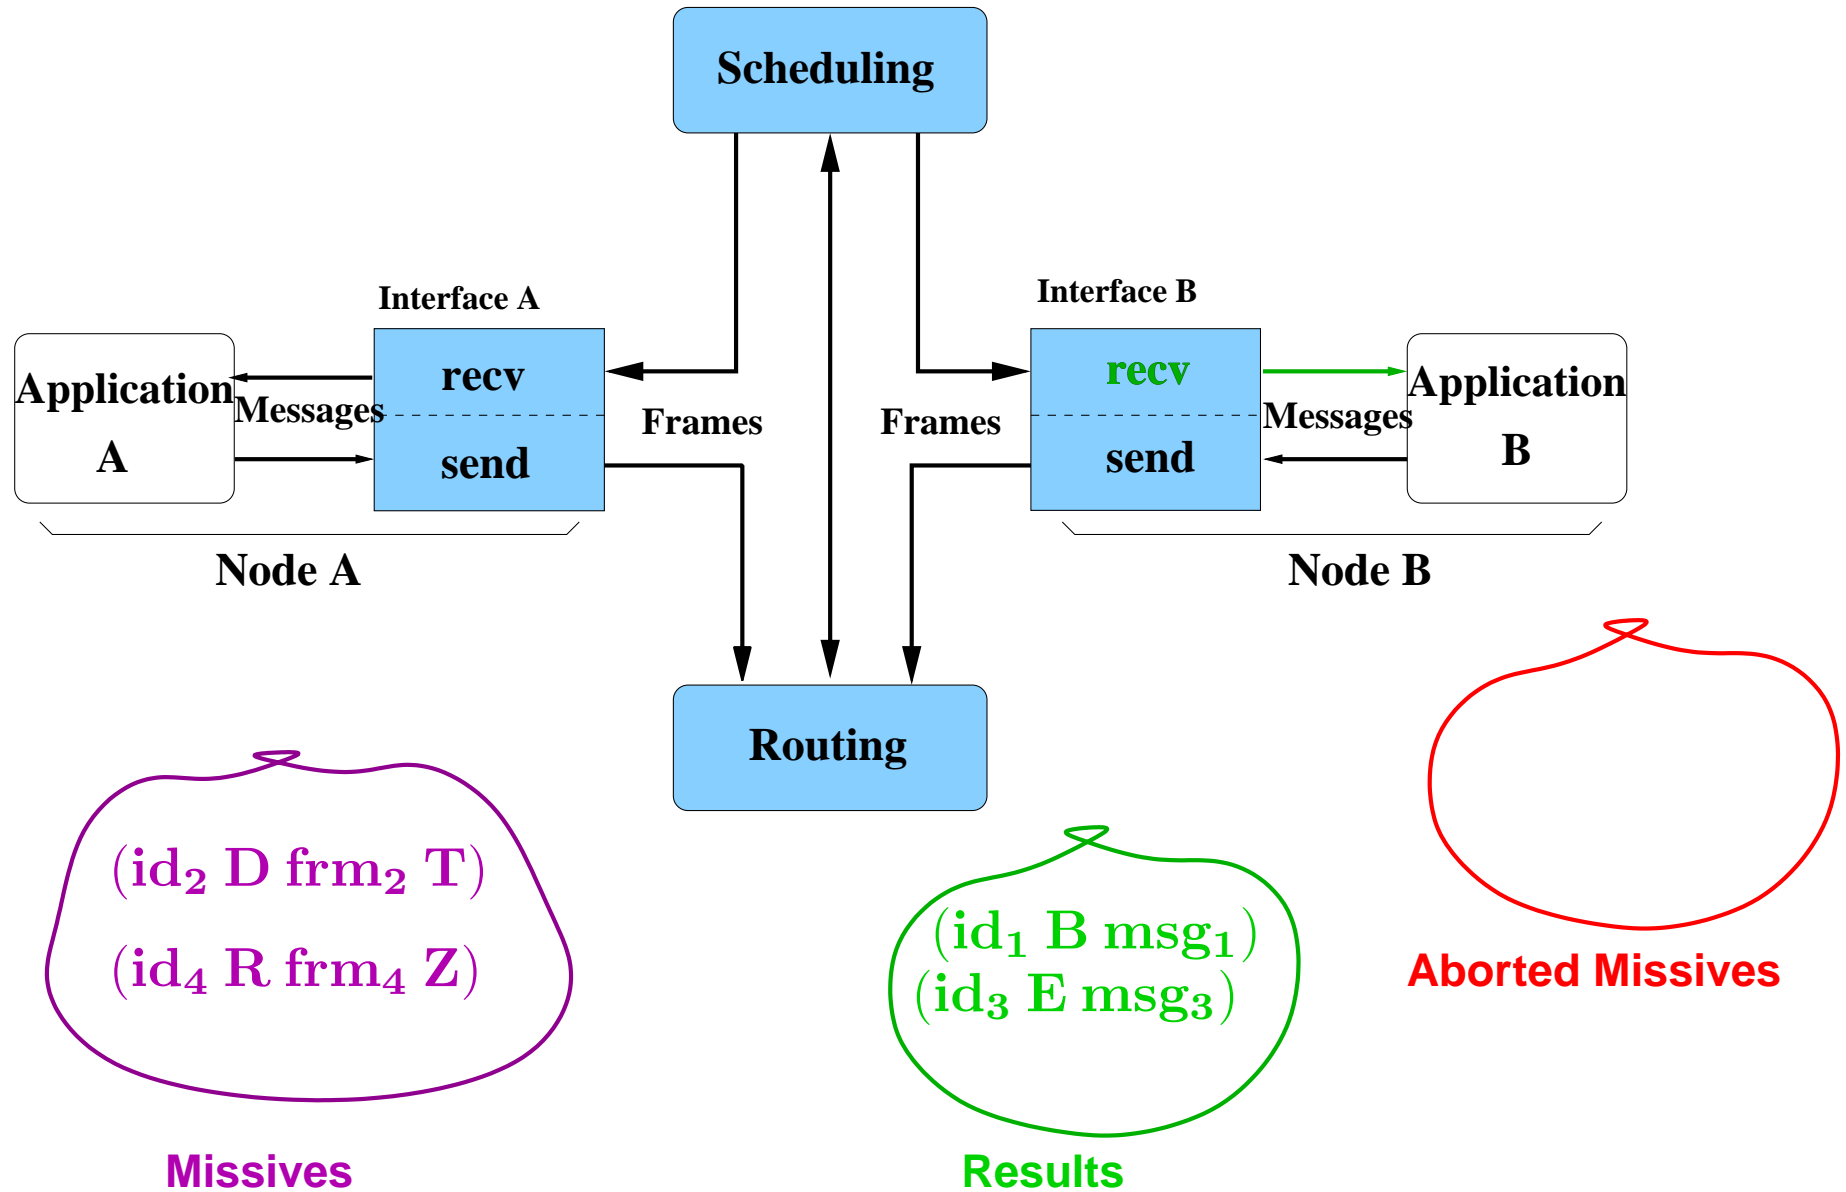 Scheduling
Interface A
Interface B
Application
A
Messages
recv
send
Frames
Frames
recv
send
Messages
Application
B
Node A
Node B
Routing
(id₂ D frm₂ T)
(id₄ R frm₄ Z)
Missives
(id₁ B msg₁)
(id₃ E msg₃)
Results
Aborted Missives